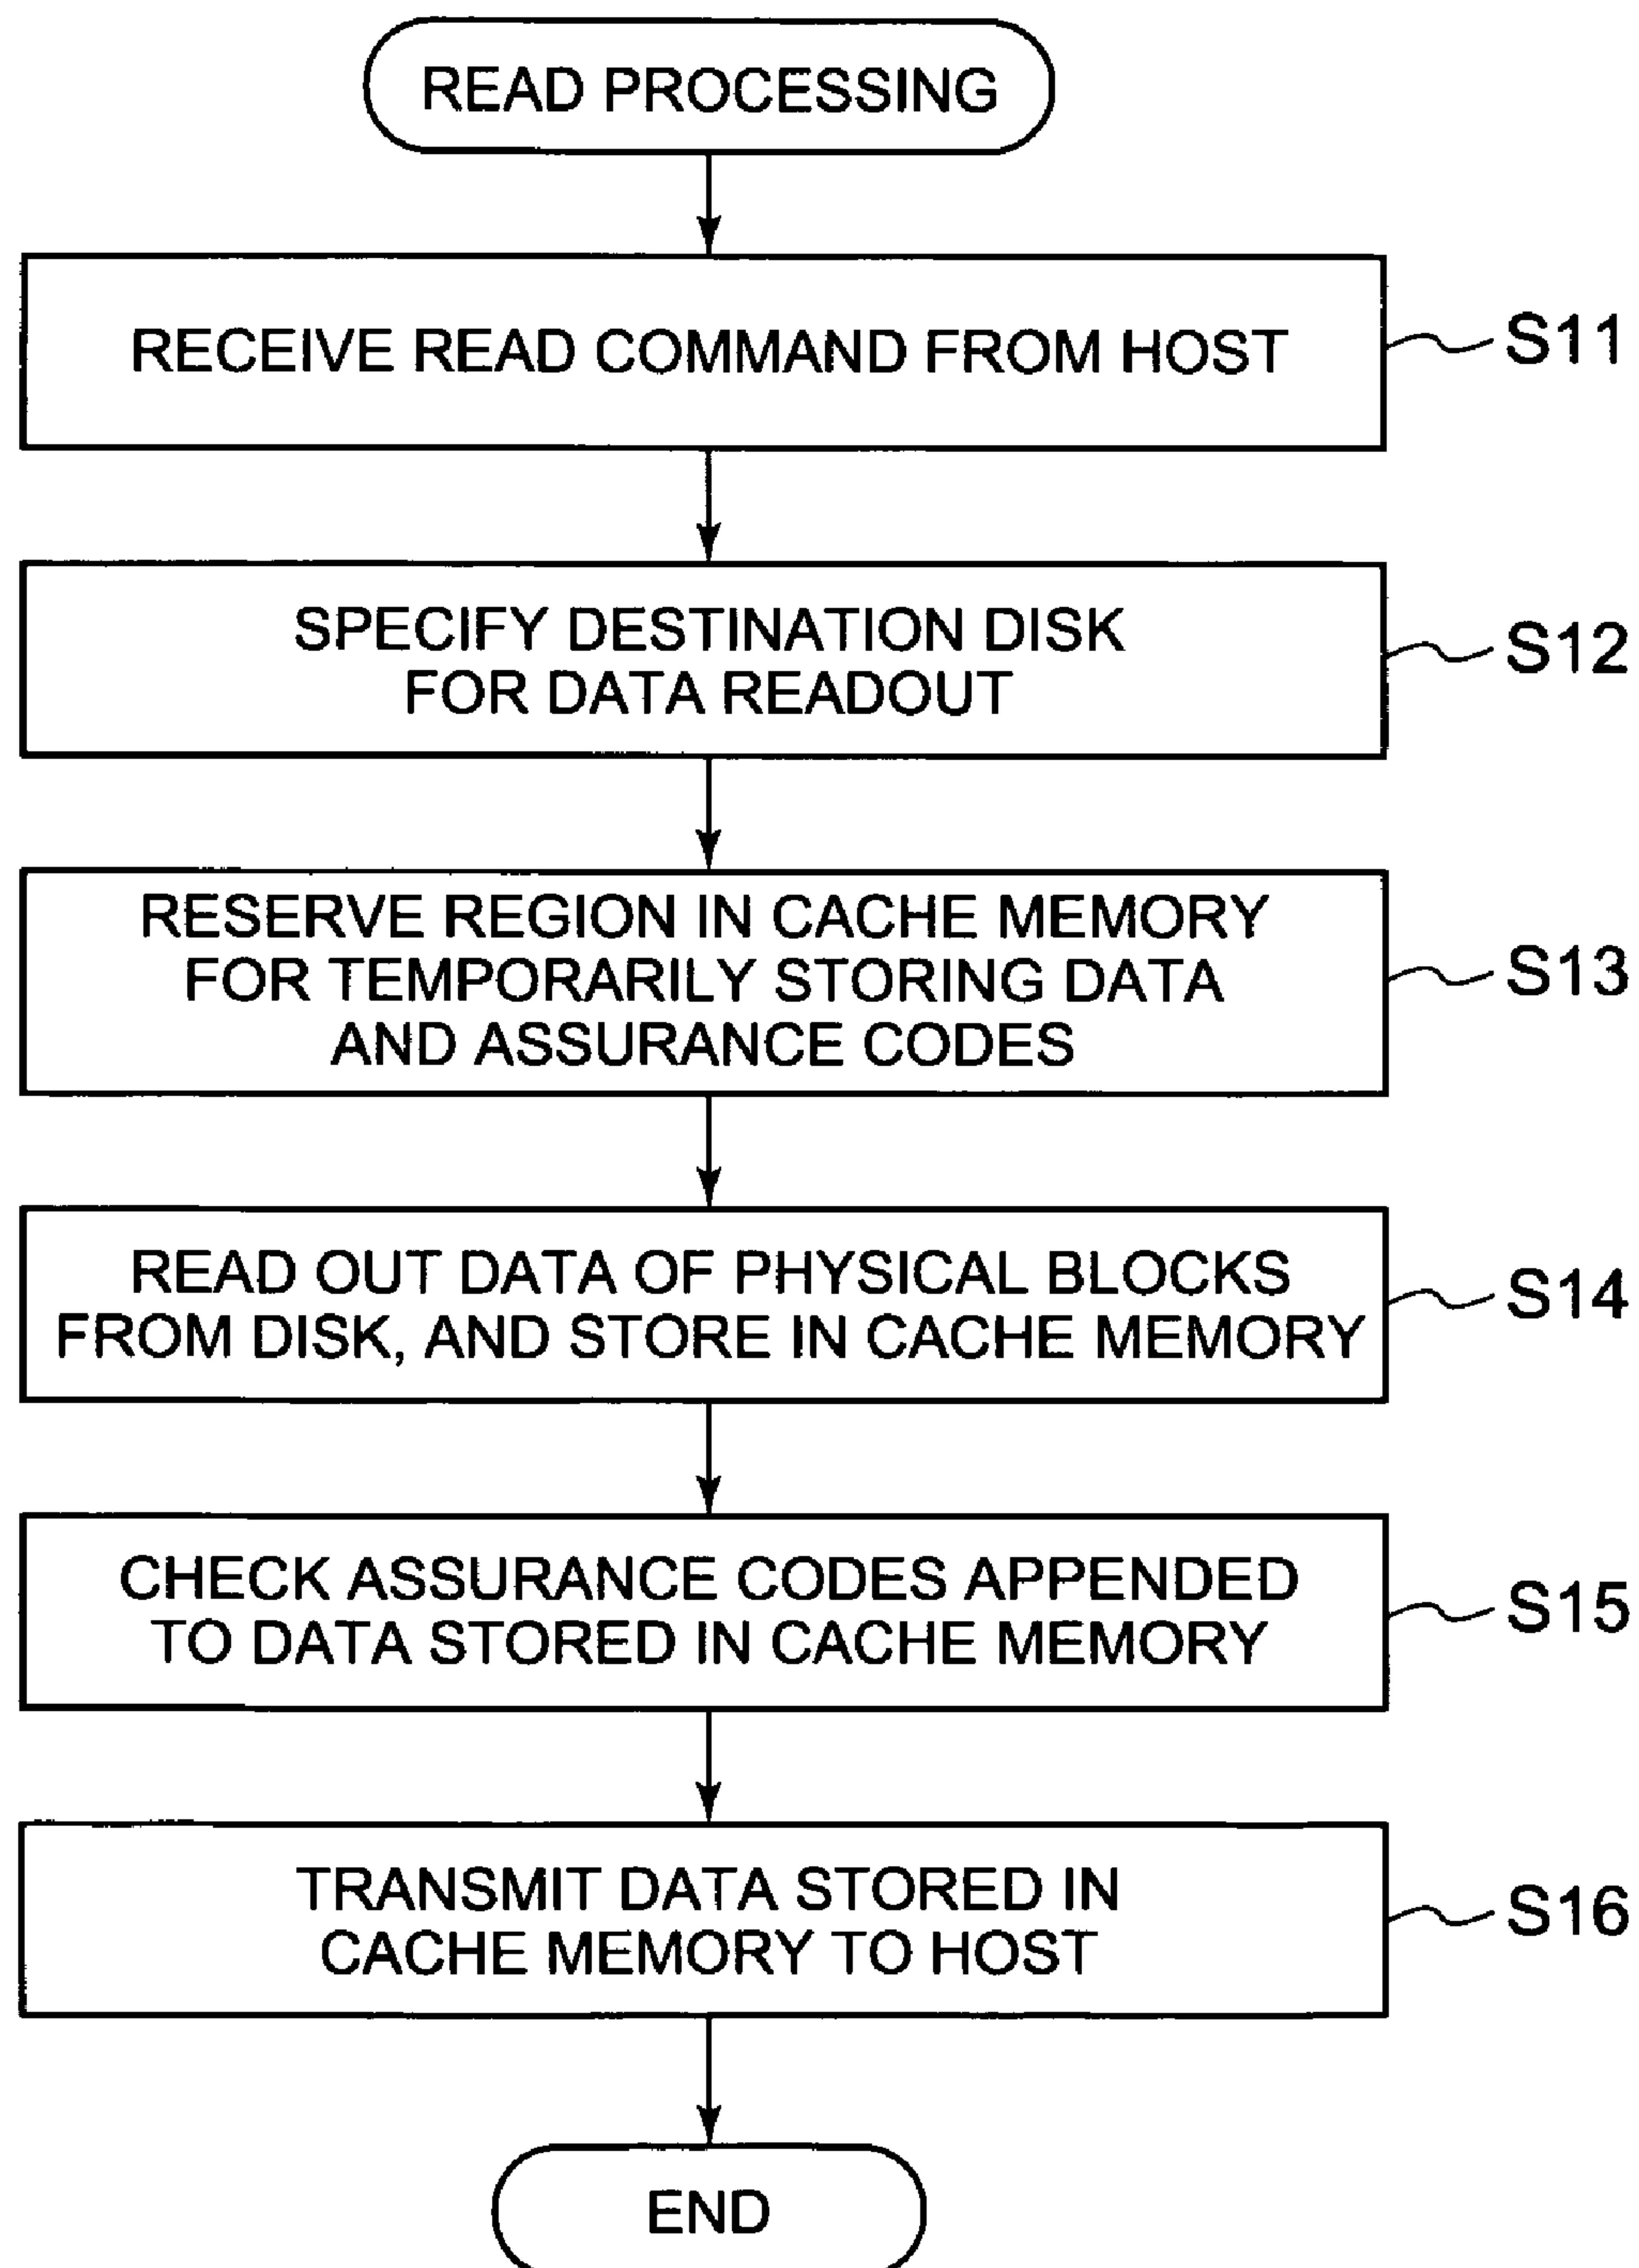 READ PROCESSING
RECEIVE READ COMMAND FROM HOST
S11
SPECIFY DESTINATION DISK
FOR DATA READOUT
S12
RESERVE REGION IN CACHE MEMORY
FOR TEMPORARILY STORING DATA
AND ASSURANCE CODES
S13
READ OUT DATA OF PHYSICAL BLOCKS
FROM DISK, AND STORE IN CACHE MEMORY
S14
CHECK ASSURANCE CODES APPENDED
TO DATA STORED IN CACHE MEMORY
S15
TRANSMIT DATA STORED IN
CACHE MEMORY TO HOST
S16
END